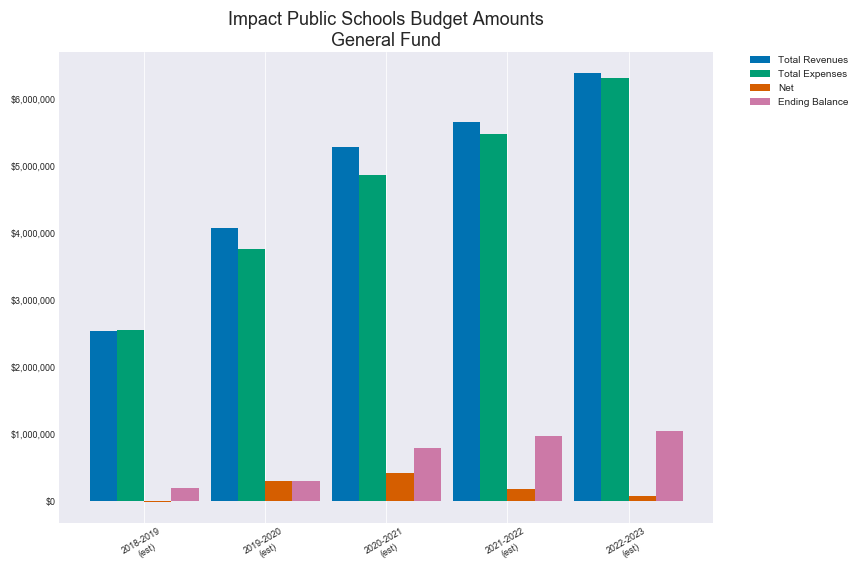 Impact Public Schools Budget Amounts
General Fund
Total Revenues
Total Expenses
Net
Ending Balance
$6,000,000
$5,000,000
$4,000,000
$3,000,000
$2,000,000
$1,000,000
$0
2018-2019
(est)
2019-2020
(est)
2020-2021
(est)
2021-2022
(est)
2022-2023
(est)